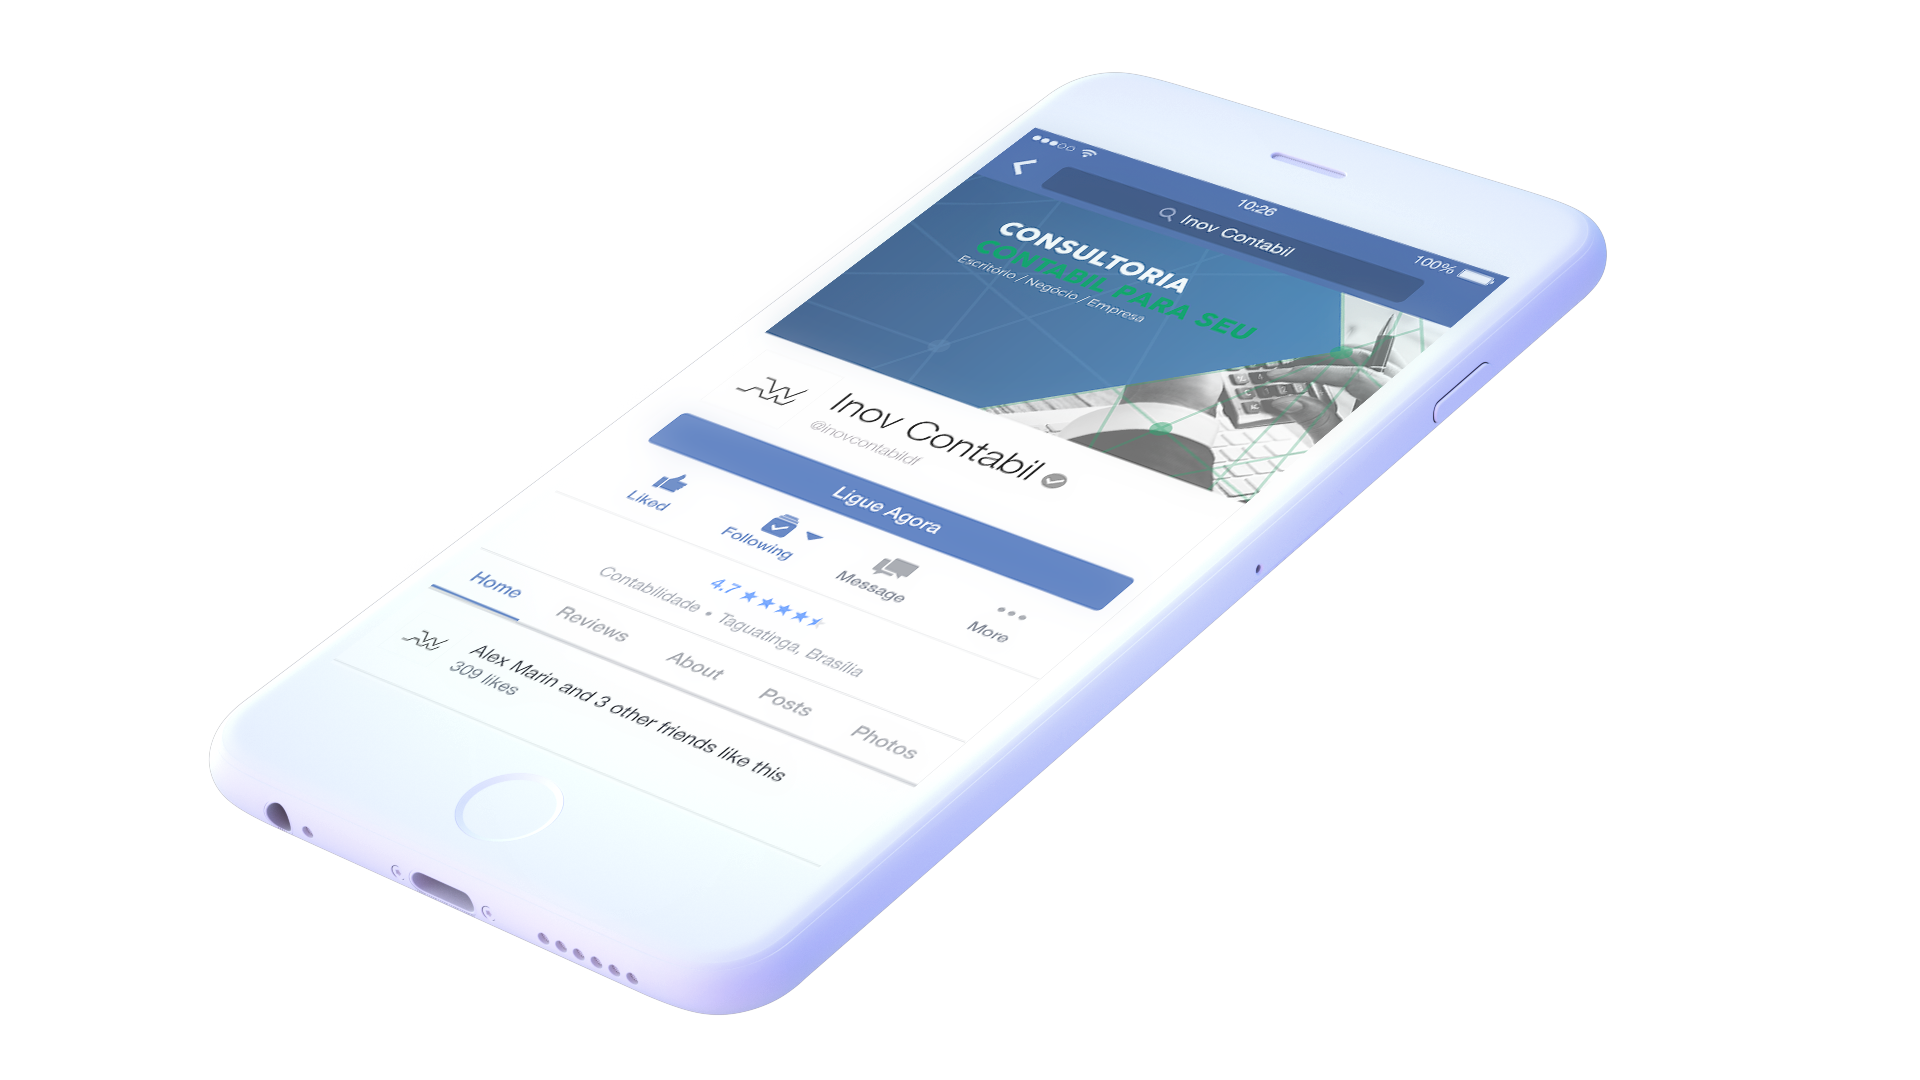 10:26
100%
Inov Contabil
CONSULTORIA
CONTABIL PARA SEU
Escritório / Negócio / Empresa
Inov Contabil
@inovcontabildf
Ligue Agora
Liked
Following
Message
More
4.7
Contabilidade • Taguatinga, Brasília
Home
Reviews
About
Posts
Photos
Alex Marin and 3 other friends like this
309 likes